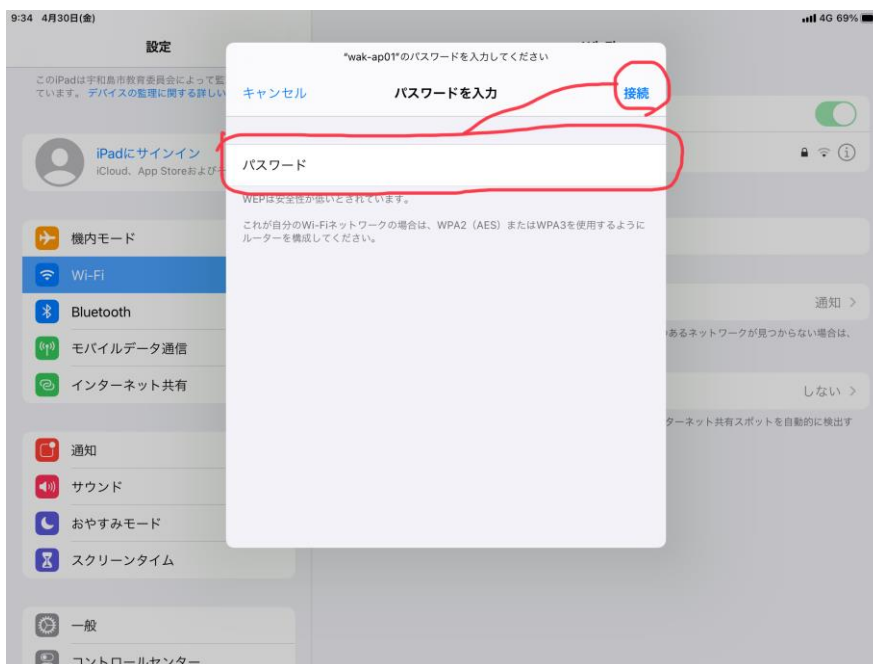 9:34 4月30日(金)
4G 69%
設定
このiPadは宇和島市教育委員会によって監
ています。デバイスの監理に関する詳しい
iPadにサインイン
iCloud、App Storeおよび
機内モード
Wi-Fi
Bluetooth
モバイルデータ通信
インターネット共有
通知
サウンド
おやすみモード
スクリーンタイム
一般
コントロールセンター
"wak-ap01"のパスワードを入力してください
キャンセル
パスワードを入力
接続
パスワード
WEPは安全性が低いとされています。
これが自分のWi-Fiネットワークの場合は、WPA2（AES）またはWPA3を使用するように
ルーターを構成してください。
通知
あるネットワークが見つからない場合は、
しない
ターネット共有スポットを自動的に検出す